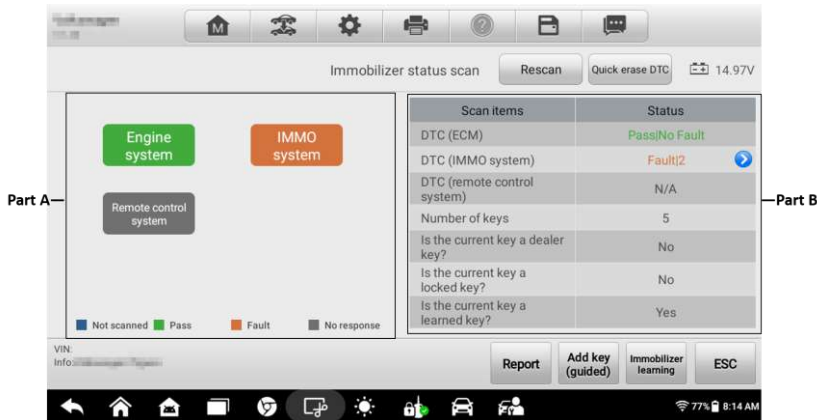 M
Immobilizer status scan
Rescan
Quick erase DTC
14.97V
Part A
Engine
system
IMMO
system
Remote control
system
Not scanned
Pass
Fault
No response
Scan items
Status
DTC (ECM)
Pass|No Fault
DTC (IMMO system)
Fault|2
DTC (remote control
system)
N/A
Number of keys
5
Is the current key a dealer
key?
No
Is the current key a
locked key?
No
Is the current key a
learned key?
Yes
Part B
VIN:
Info:
Report
Add key
(guided)
Immobilizer
learning
ESC
77%
8:14 AM